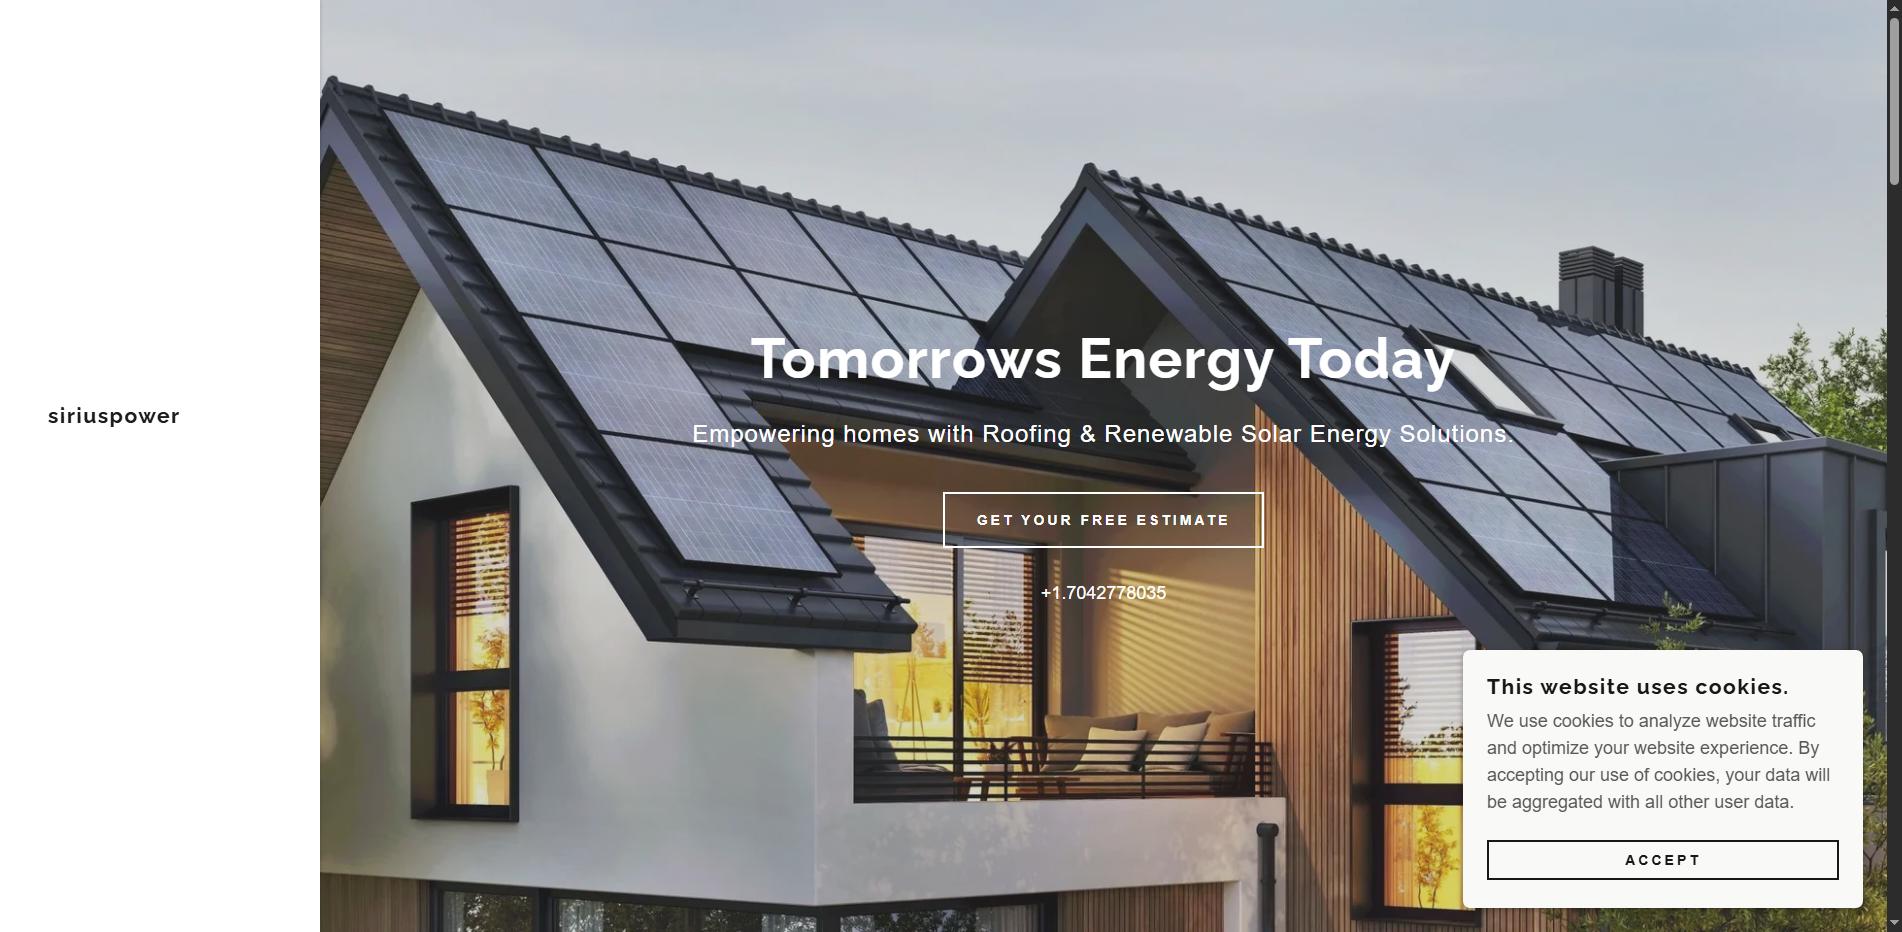 siriuspower
Tomorrows Energy Today
Empowering homes with Roofing & Renewable Solar Energy Solutions.
GET YOUR FREE ESTIMATE
+1.7042778035
This website uses cookies.
We use cookies to analyze website traffic
and optimize your website experience. By
accepting our use of cookies, your data will
be aggregated with all other user data.
ACCEPT